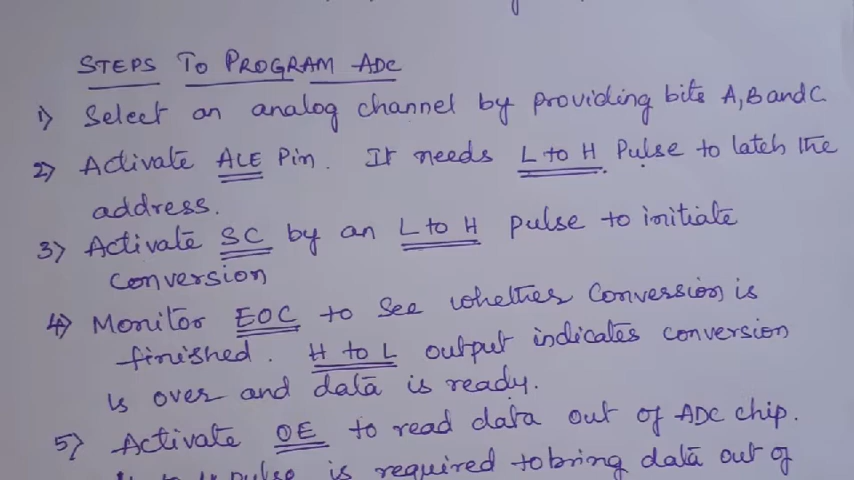 STEPS To PROGRAM ADC
1) Select an analog channel by providing bits A, B and C.
2) Activate ALE Pin. It needs L to H Pulse to latch the
address.
3) Activate SC by an L to H pulse to initiate
conversion
4) Monitor EOC to see whether conversion is
finished. H to L output indicates conversion
is over and data is ready.
5) Activate OE to read data out of ADC chip.
pulse is required to bring data out of